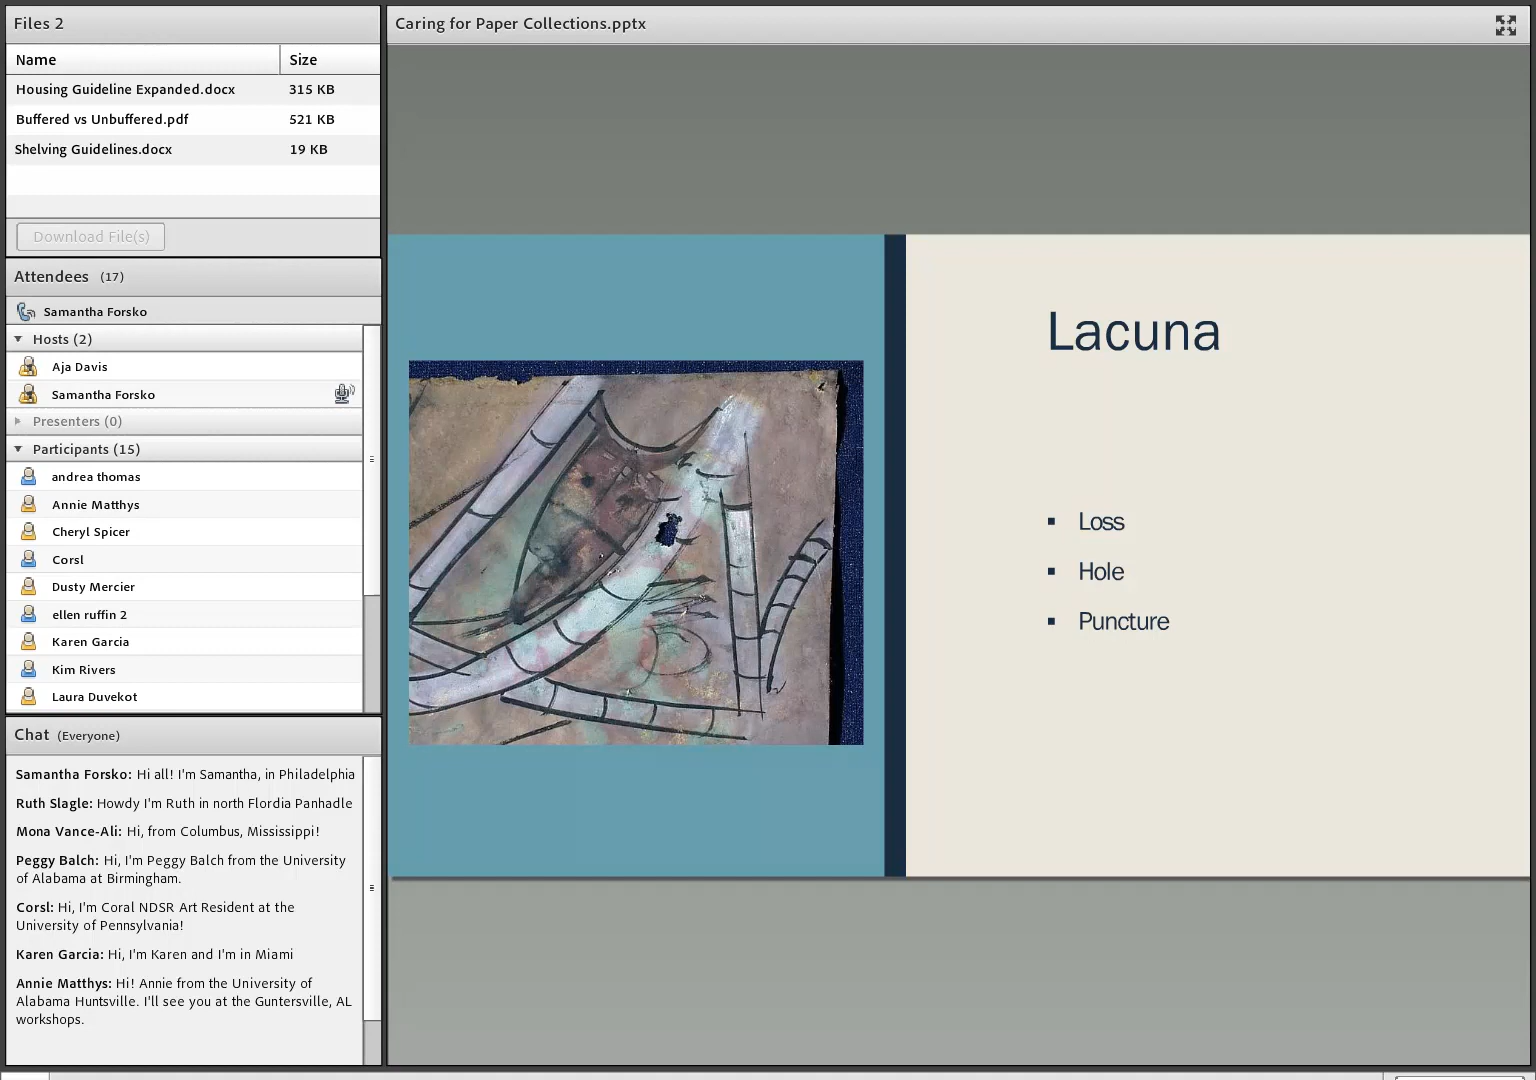 Files 2
Name Size
Housing Guideline Expanded.docx 315 KB
Buffered vs Unbuffered.pdf 521 KB
Shelving Guidelines.docx 19 KB
Download File(s)
Attendees (17)
Samantha Forsko
Hosts (2)
Aja Davis
Samantha Forsko
Presenters (0)
Participants (15)
andrea thomas
Annie Matthys
Cheryl Spicer
Corsl
Dusty Mercier
ellen ruffin 2
Karen Garcia
Kim Rivers
Laura Duvekot
Chat (Everyone)
Samantha Forsko: Hi all! I'm Samantha, in Philadelphia
Ruth Slagle: Howdy I'm Ruth in north Flordia Panhadle
Mona Vance-Ali: Hi, from Columbus, Mississippi!
Peggy Balch: Hi, I'm Peggy Balch from the University
of Alabama at Birmingham.
Corsl: Hi, I'm Coral NDSR Art Resident at the
University of Pennsylvania!
Karen Garcia: Hi, I'm Karen and I'm in Miami
Annie Matthys: Hi! Annie from the University of
Alabama Huntsville. I'll see you at the Guntersville, AL
workshops.
Caring for Paper Collections.pptx
Lacuna
▪ Loss
▪ Hole
▪ Puncture